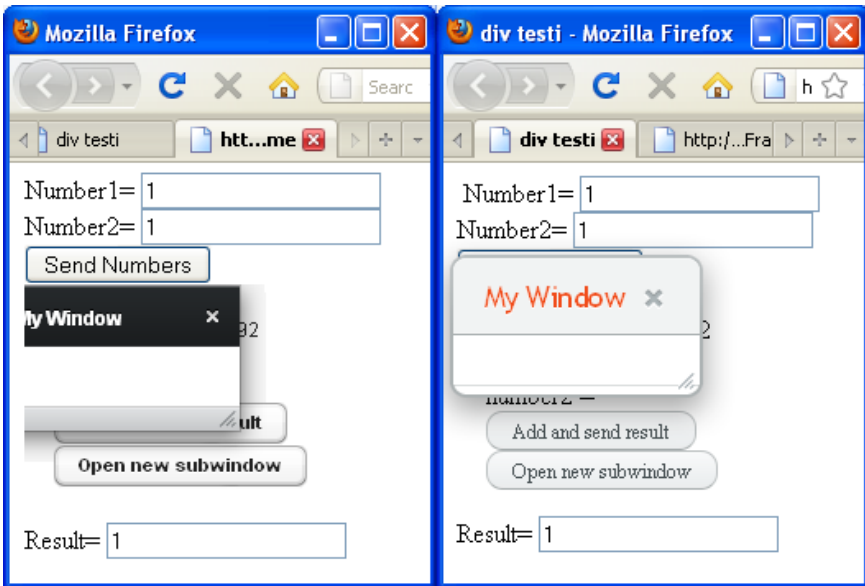 Mozilla Firefox
Searc
div testi
htt...me
Number1= 1
Number2= 1
Send Numbers
My Window
92
ult
Open new subwindow
Result= 1
div testi - Mozilla Firefox
h
div testi
http:/...Fra
Number1= 1
Number2= 1
My Window
2
number2 =
Add and send result
Open new subwindow
Result= 1